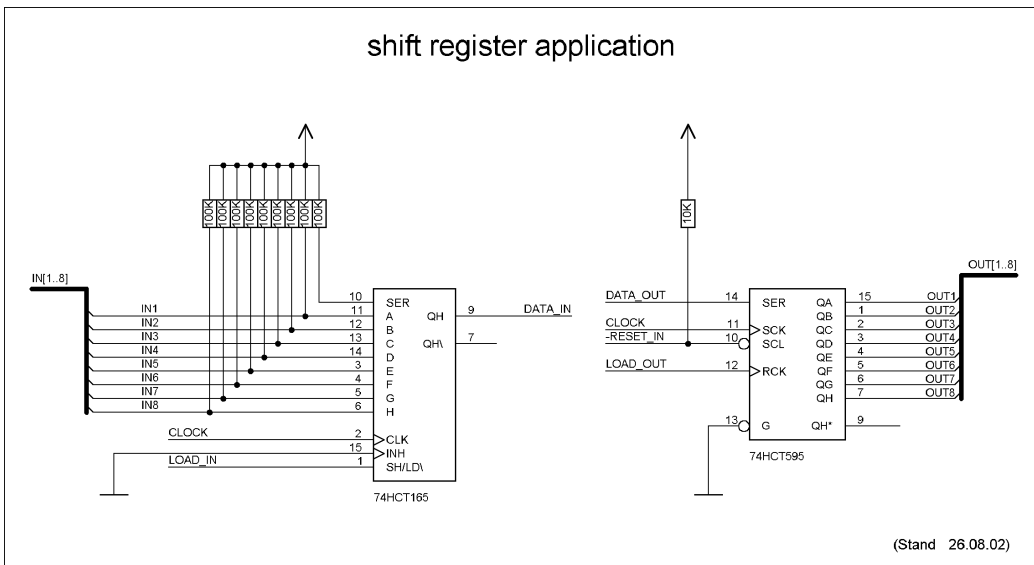 shift register application
100K 100K 100K 100K 100K 100K 100K 100K 100K
10K
IN[1..8]
OUT[1..8]
10 SER
IN1 11 A QH 9 DATA_IN
IN2 12 B
IN3 13 C QH\ 7
IN4 14 D
IN5 3 E
IN6 4 F
IN7 5 G
IN8 6 H
CLOCK 2 CLK
15 INH
LOAD_IN 1 SH/LD\
74HCT165
DATA_OUT 14 SER QA 15 OUT1
QB 1 OUT2
CLOCK 11 SCK QC 2 OUT3
-RESET_IN 10 SCL QD 3 OUT4
QE 4 OUT5
LOAD_OUT 12 RCK QF 5 OUT6
QG 6 OUT7
QH 7 OUT8
13 G QH* 9
74HCT595
(Stand 26.08.02)